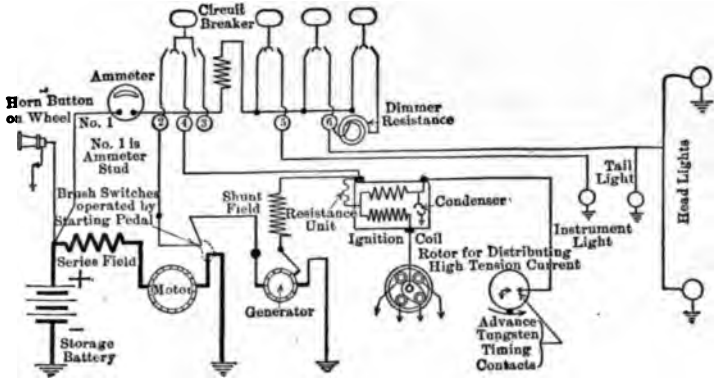 Circuit
Breaker
Ammeter
Horn Button
on Wheel
No. 1
2
4
3
5
6
Dimmer
Resistance
No. 1 is
Ammeter
Stud
Brush Switches
operated by
Starting Pedal
Shunt
Field
Resistance
Unit
Condenser
Tail
Light
Head Lights
Ignition Coil
Instrument
Light
Rotor for Distributing
High Tension Current
Series Field
+
Motor
Generator
-
Storage
Battery
Advance
Tungsten
Timing
Contacts